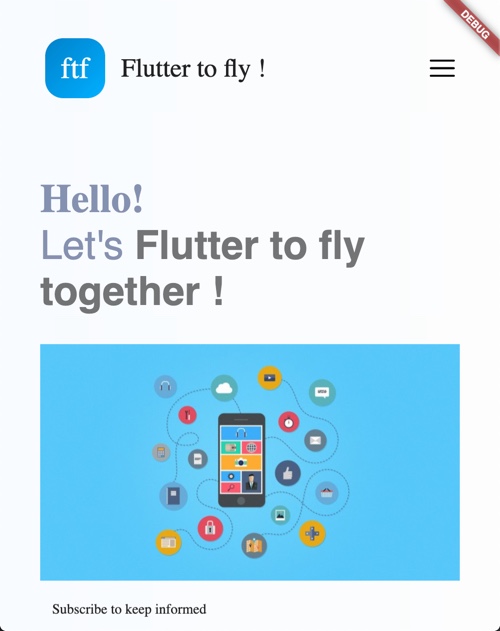 DEBUG
ftf
Flutter to fly !
Hello!
Let's Flutter to fly
together !
Subscribe to keep informed